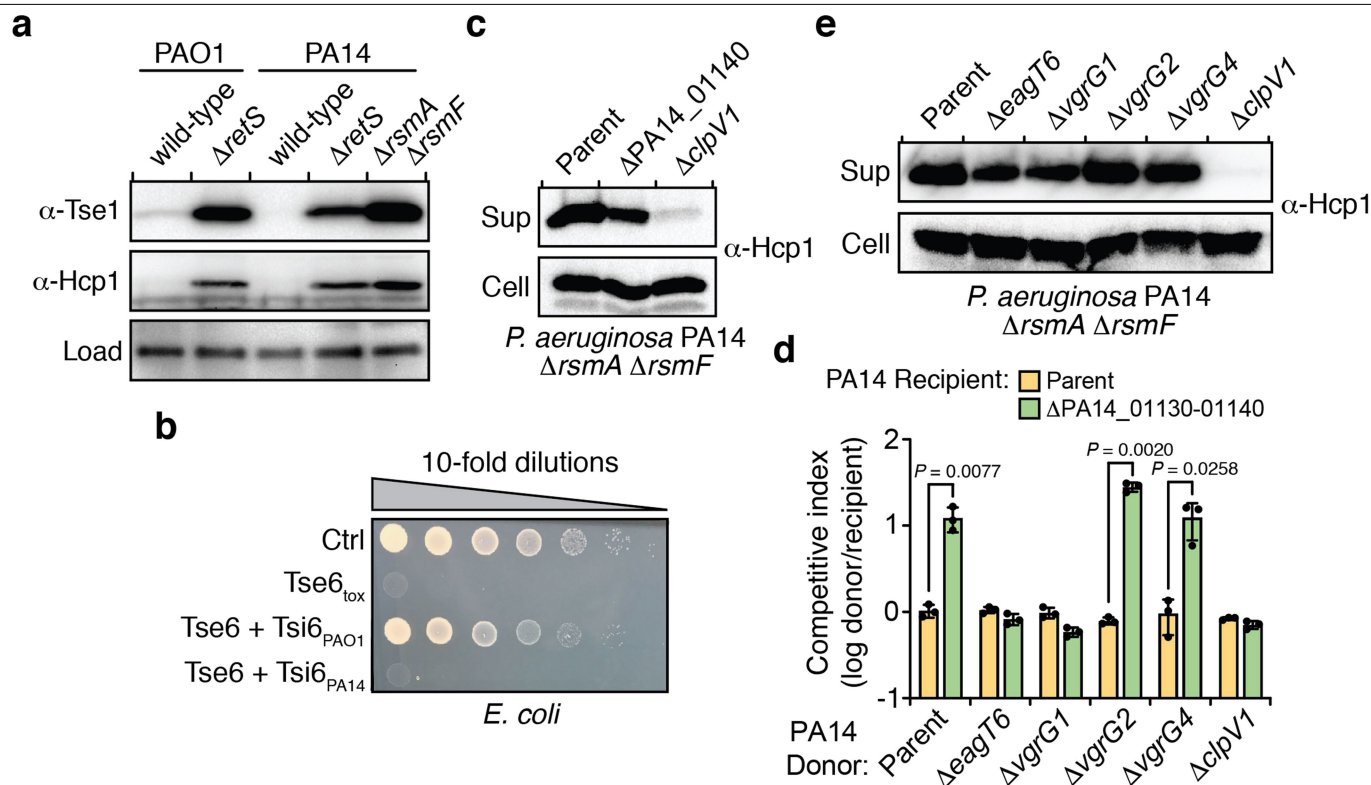 a
PAO1 PA14
wild-type ΔretS wild-type ΔretS ΔrsmA ΔrsmF
α-Tse1
α-Hcp1
Load
b
10-fold dilutions
Ctrl
Tse6tox
Tse6 + Tsi6PAO1
Tse6 + Tsi6PA14
E. coli
c
Parent ΔPA14_01140 ΔclpV1
Sup
Cell
α-Hcp1
P. aeruginosa PA14
ΔrsmA ΔrsmF
d
PA14 Recipient: Parent
ΔPA14_01130-01140
Competitive index
(log donor/recipient)
2
1
0
-1
P = 0.0077
P = 0.0020
P = 0.0258
PA14
Donor:
Parent ΔeagT6 ΔvgrG1 ΔvgrG2 ΔvgrG4 ΔclpV1
e
Parent ΔeagT6 ΔvgrG1 ΔvgrG2 ΔvgrG4 ΔclpV1
Sup
Cell
α-Hcp1
P. aeruginosa PA14
ΔrsmA ΔrsmF